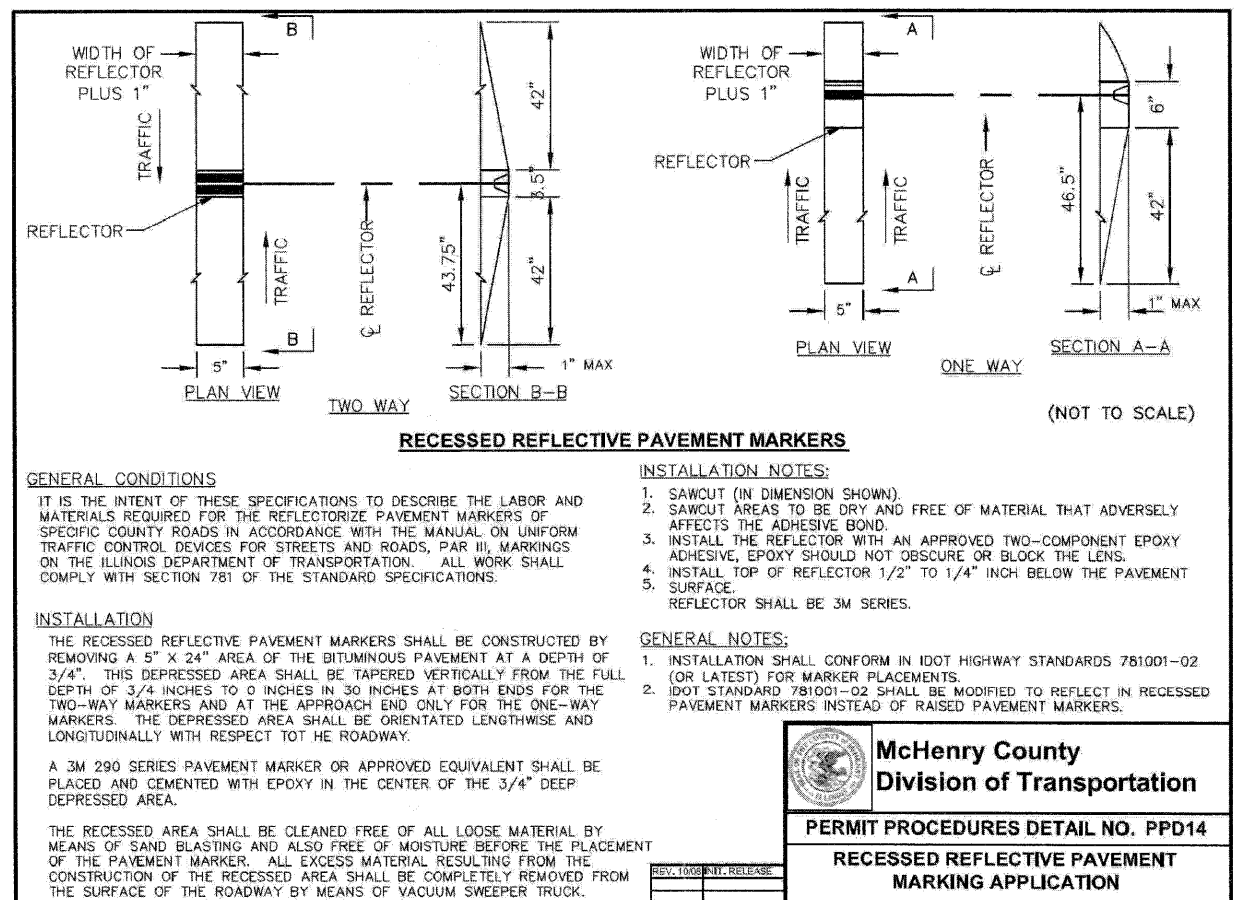 B
A
WIDTH OF
REFLECTOR
PLUS 1"
TRAFFIC
REFLECTOR
TRAFFIC
B
5"
PLAN VIEW
TWO WAY
℄ REFLECTOR
43.75"
42"
3.5"
42"
1" MAX
SECTION B-B
WIDTH OF
REFLECTOR
PLUS 1"
REFLECTOR
TRAFFIC
TRAFFIC
A
5"
PLAN VIEW
ONE WAY
℄ REFLECTOR
46.5"
6"
42"
1" MAX
SECTION A-A
(NOT TO SCALE)
RECESSED REFLECTIVE PAVEMENT MARKERS
GENERAL CONDITIONS
IT IS THE INTENT OF THESE SPECIFICATIONS TO DESCRIBE THE LABOR AND
MATERIALS REQUIRED FOR THE REFLECTORIZE PAVEMENT MARKERS OF
SPECIFIC COUNTY ROADS IN ACCORDANCE WITH THE MANUAL ON UNIFORM
TRAFFIC CONTROL DEVICES FOR STREETS AND ROADS, PAR III, MARKINGS
ON THE ILLINOIS DEPARTMENT OF TRANSPORTATION. ALL WORK SHALL
COMPLY WITH SECTION 781 OF THE STANDARD SPECIFICATIONS.
INSTALLATION
THE RECESSED REFLECTIVE PAVEMENT MARKERS SHALL BE CONSTRUCTED BY
REMOVING A 5" X 24" AREA OF THE BITUMINOUS PAVEMENT AT A DEPTH OF
3/4". THIS DEPRESSED AREA SHALL BE TAPERED VERTICALLY FROM THE FULL
DEPTH OF 3/4 INCHES TO 0 INCHES IN 30 INCHES AT BOTH ENDS FOR THE
TWO-WAY MARKERS AND AT THE APPROACH END ONLY FOR THE ONE-WAY
MARKERS. THE DEPRESSED AREA SHALL BE ORIENTATED LENGTHWISE AND
LONGITUDINALLY WITH RESPECT TOT HE ROADWAY.
A 3M 290 SERIES PAVEMENT MARKER OR APPROVED EQUIVALENT SHALL BE
PLACED AND CEMENTED WITH EPOXY IN THE CENTER OF THE 3/4" DEEP
DEPRESSED AREA.
THE RECESSED AREA SHALL BE CLEANED FREE OF ALL LOOSE MATERIAL BY
MEANS OF SAND BLASTING AND ALSO FREE OF MOISTURE BEFORE THE PLACEMENT
OF THE PAVEMENT MARKER. ALL EXCESS MATERIAL RESULTING FROM THE
CONSTRUCTION OF THE RECESSED AREA SHALL BE COMPLETELY REMOVED FROM
THE SURFACE OF THE ROADWAY BY MEANS OF VACUUM SWEEPER TRUCK.
INSTALLATION NOTES:
1. SAWCUT (IN DIMENSION SHOWN).
2. SAWCUT AREAS TO BE DRY AND FREE OF MATERIAL THAT ADVERSELY
AFFECTS THE ADHESIVE BOND.
3. INSTALL THE REFLECTOR WITH AN APPROVED TWO-COMPONENT EPOXY
ADHESIVE, EPOXY SHOULD NOT OBSCURE OR BLOCK THE LENS.
4. INSTALL TOP OF REFLECTOR 1/2" TO 1/4" INCH BELOW THE PAVEMENT
5. SURFACE.
REFLECTOR SHALL BE 3M SERIES.
GENERAL NOTES:
1. INSTALLATION SHALL CONFORM IN IDOT HIGHWAY STANDARDS 781001-02
(OR LATEST) FOR MARKER PLACEMENTS.
2. IDOT STANDARD 781001-02 SHALL BE MODIFIED TO REFLECT IN RECESSED
PAVEMENT MARKERS INSTEAD OF RAISED PAVEMENT MARKERS.
McHenry County
Division of Transportation
PERMIT PROCEDURES DETAIL NO. PPD14
RECESSED REFLECTIVE PAVEMENT
MARKING APPLICATION
REV. 10/08 INIT. RELEASE